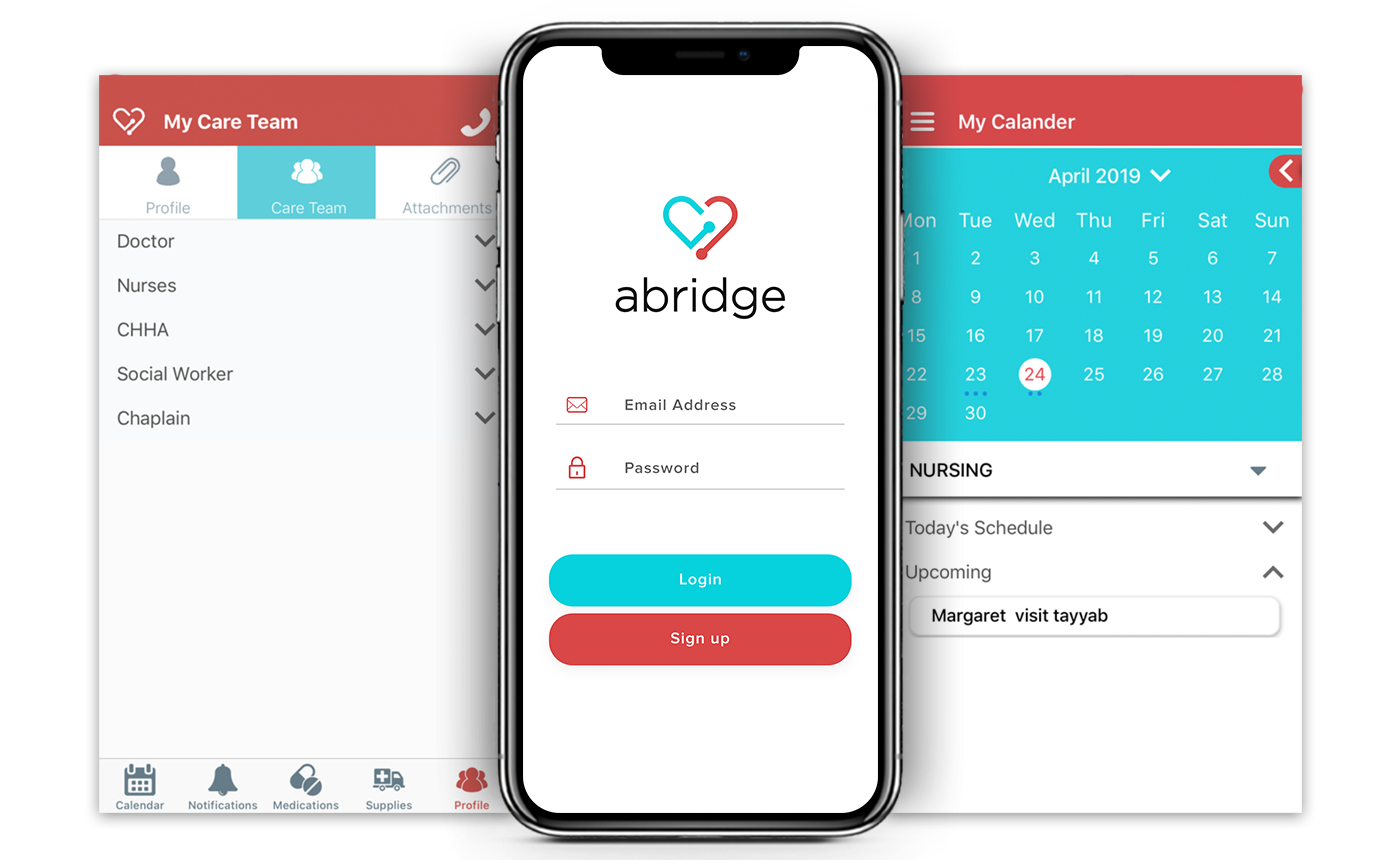 My Care Team
Profile
Care Team
Attachments
Doctor
Nurses
CHHA
Social Worker
Chaplain
Calendar
Notifications
Medications
Supplies
Profile
abridge
Email Address
Password
Login
Sign up
My Calander
April 2019
Mon Tue Wed Thu Fri Sat Sun
1 2 3 4 5 6 7
8 9 10 11 12 13 14
15 16 17 18 19 20 21
22 23 24 25 26 27 28
29 30
NURSING
Today's Schedule
Upcoming
Margaret visit tayyab